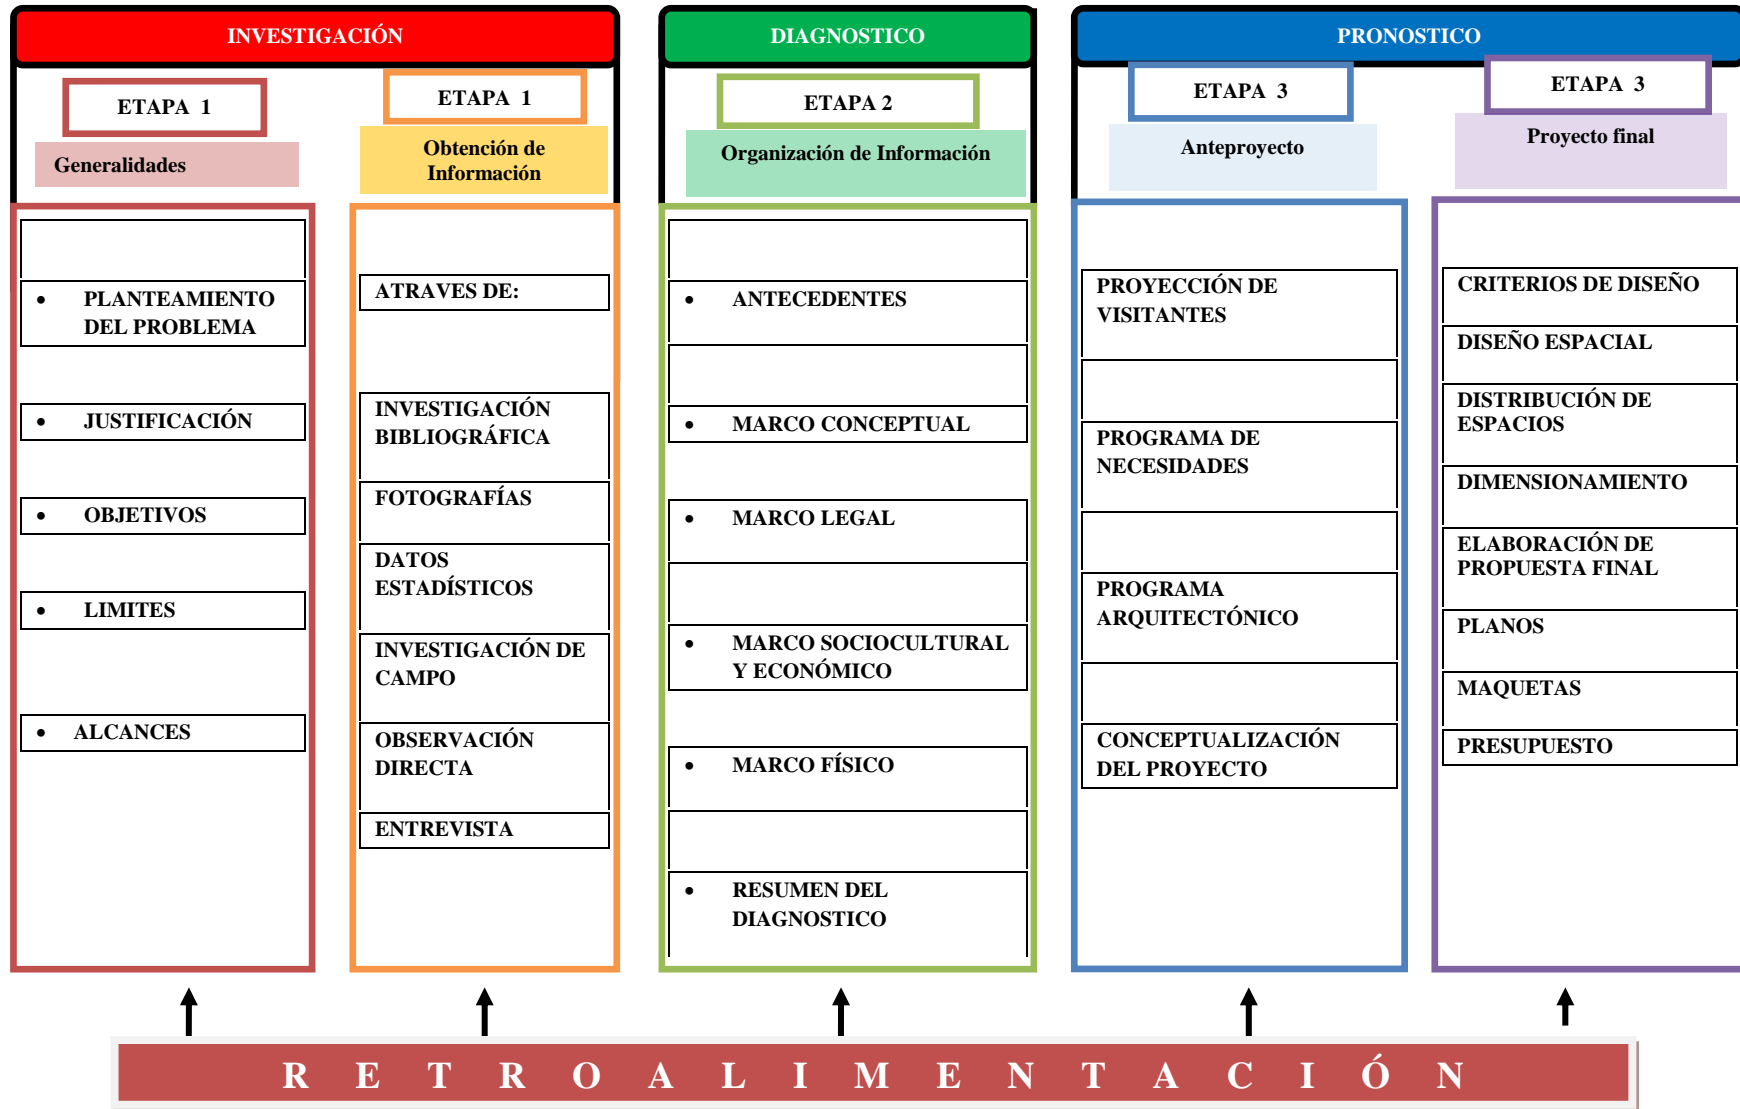 INVESTIGACIÓN
ETAPA 1
Generalidades
• PLANTEAMIENTO
DEL PROBLEMA
• JUSTIFICACIÓN
• OBJETIVOS
• LIMITES
• ALCANCES
ETAPA 1
Obtención de
Información
ATRAVES DE:
INVESTIGACIÓN
BIBLIOGRÁFICA
FOTOGRAFÍAS
DATOS
ESTADÍSTICOS
INVESTIGACIÓN DE
CAMPO
OBSERVACIÓN
DIRECTA
ENTREVISTA
DIAGNOSTICO
ETAPA 2
Organización de Información
• ANTECEDENTES
• MARCO CONCEPTUAL
• MARCO LEGAL
• MARCO SOCIOCULTURAL
Y ECONÓMICO
• MARCO FÍSICO
• RESUMEN DEL
DIAGNOSTICO
PRONOSTICO
ETAPA 3
Anteproyecto
PROYECCIÓN DE
VISITANTES
PROGRAMA DE
NECESIDADES
PROGRAMA
ARQUITECTÓNICO
CONCEPTUALIZACIÓN
DEL PROYECTO
ETAPA 3
Proyecto final
CRITERIOS DE DISEÑO
DISEÑO ESPACIAL
DISTRIBUCIÓN DE
ESPACIOS
DIMENSIONAMIENTO
ELABORACIÓN DE
PROPUESTA FINAL
PLANOS
MAQUETAS
PRESUPUESTO
R E T R O A L I M E N T A C I Ó N